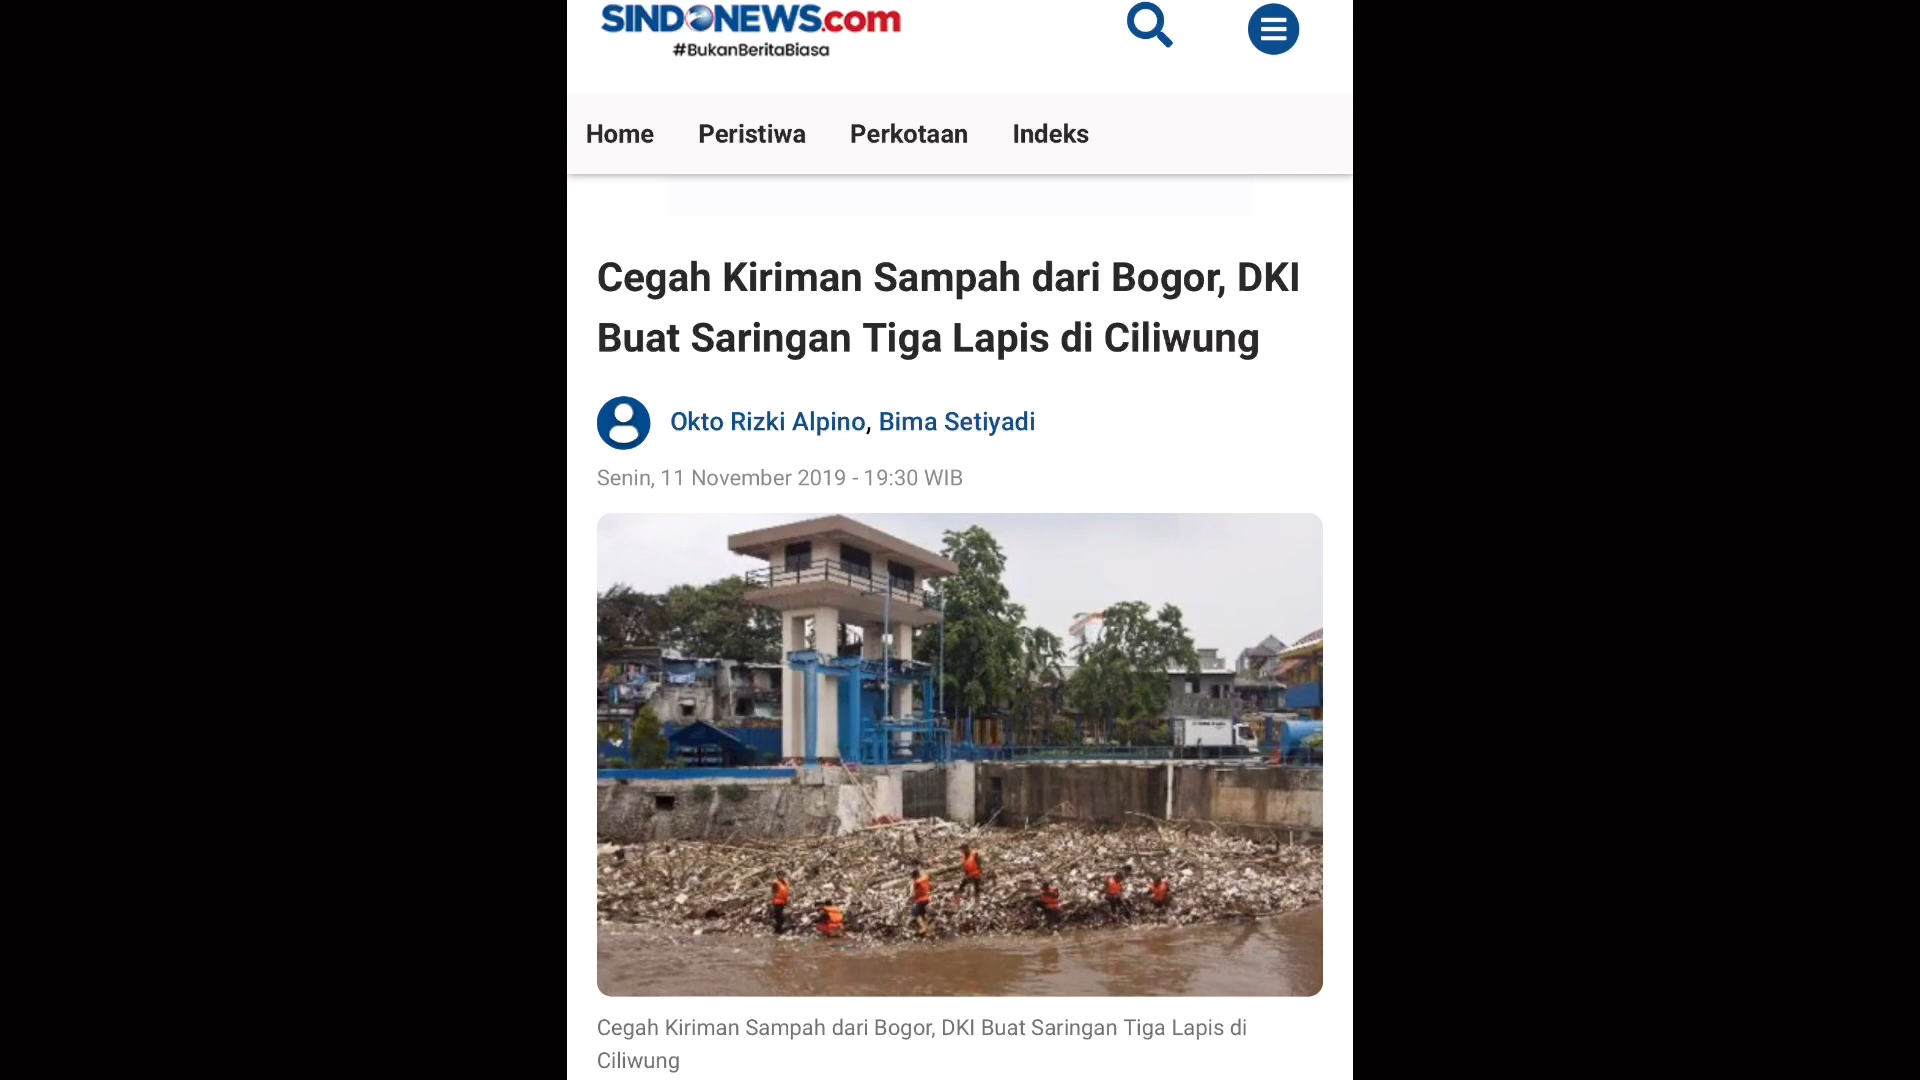 SINDONEWS.com
#BukanBeritaBiasa
Home Peristiwa Perkotaan Indeks
Cegah Kiriman Sampah dari Bogor, DKI
Buat Saringan Tiga Lapis di Ciliwung
Okto Rizki Alpino, Bima Setiyadi
Senin, 11 November 2019 - 19:30 WIB
Cegah Kiriman Sampah dari Bogor, DKI Buat Saringan Tiga Lapis di
Ciliwung